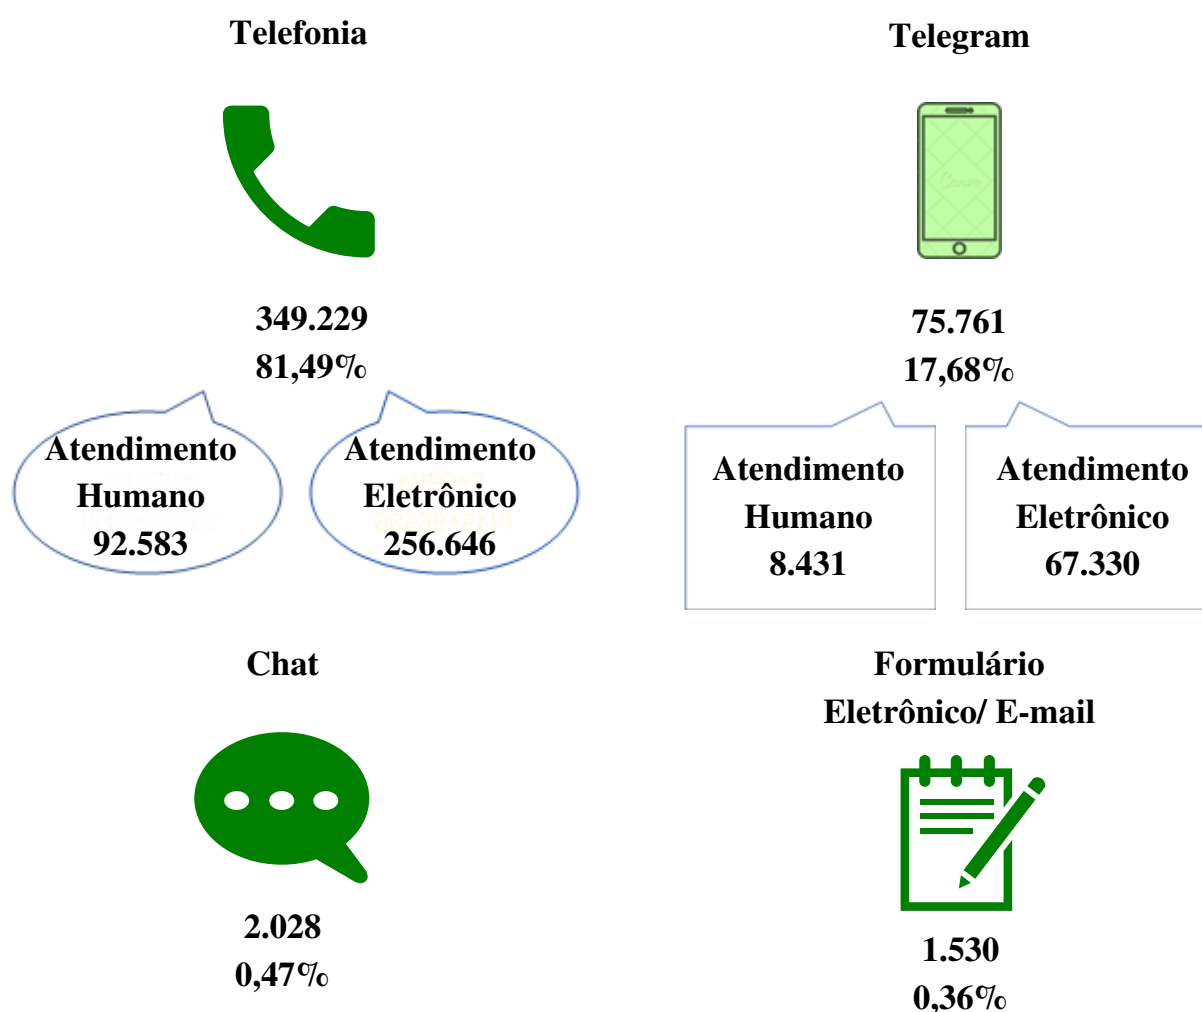 Telefonia
349.229
81,49%
Atendimento
Humano
92.583
Atendimento
Eletrônico
256.646
Telegram
Canva
75.761
17,68%
Atendimento
Humano
8.431
Atendimento
Eletrônico
67.330
Chat
2.028
0,47%
Formulário
Eletrônico/ E-mail
1.530
0,36%